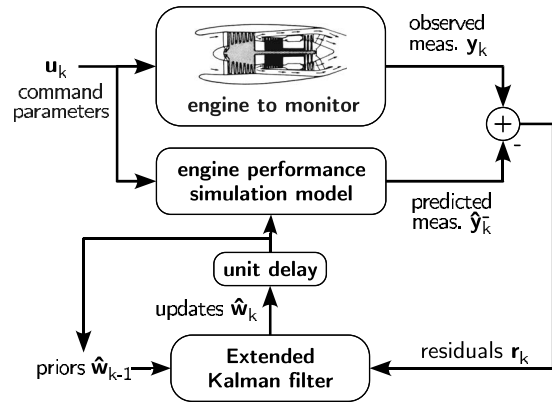 observed
meas. y_k
u_k
command
parameters
engine to monitor
+
-
engine performance
simulation model
predicted
meas. ŷ_k^-
unit delay
updates ŵ_k
priors ŵ_{k-1}
Extended
Kalman filter
residuals r_k